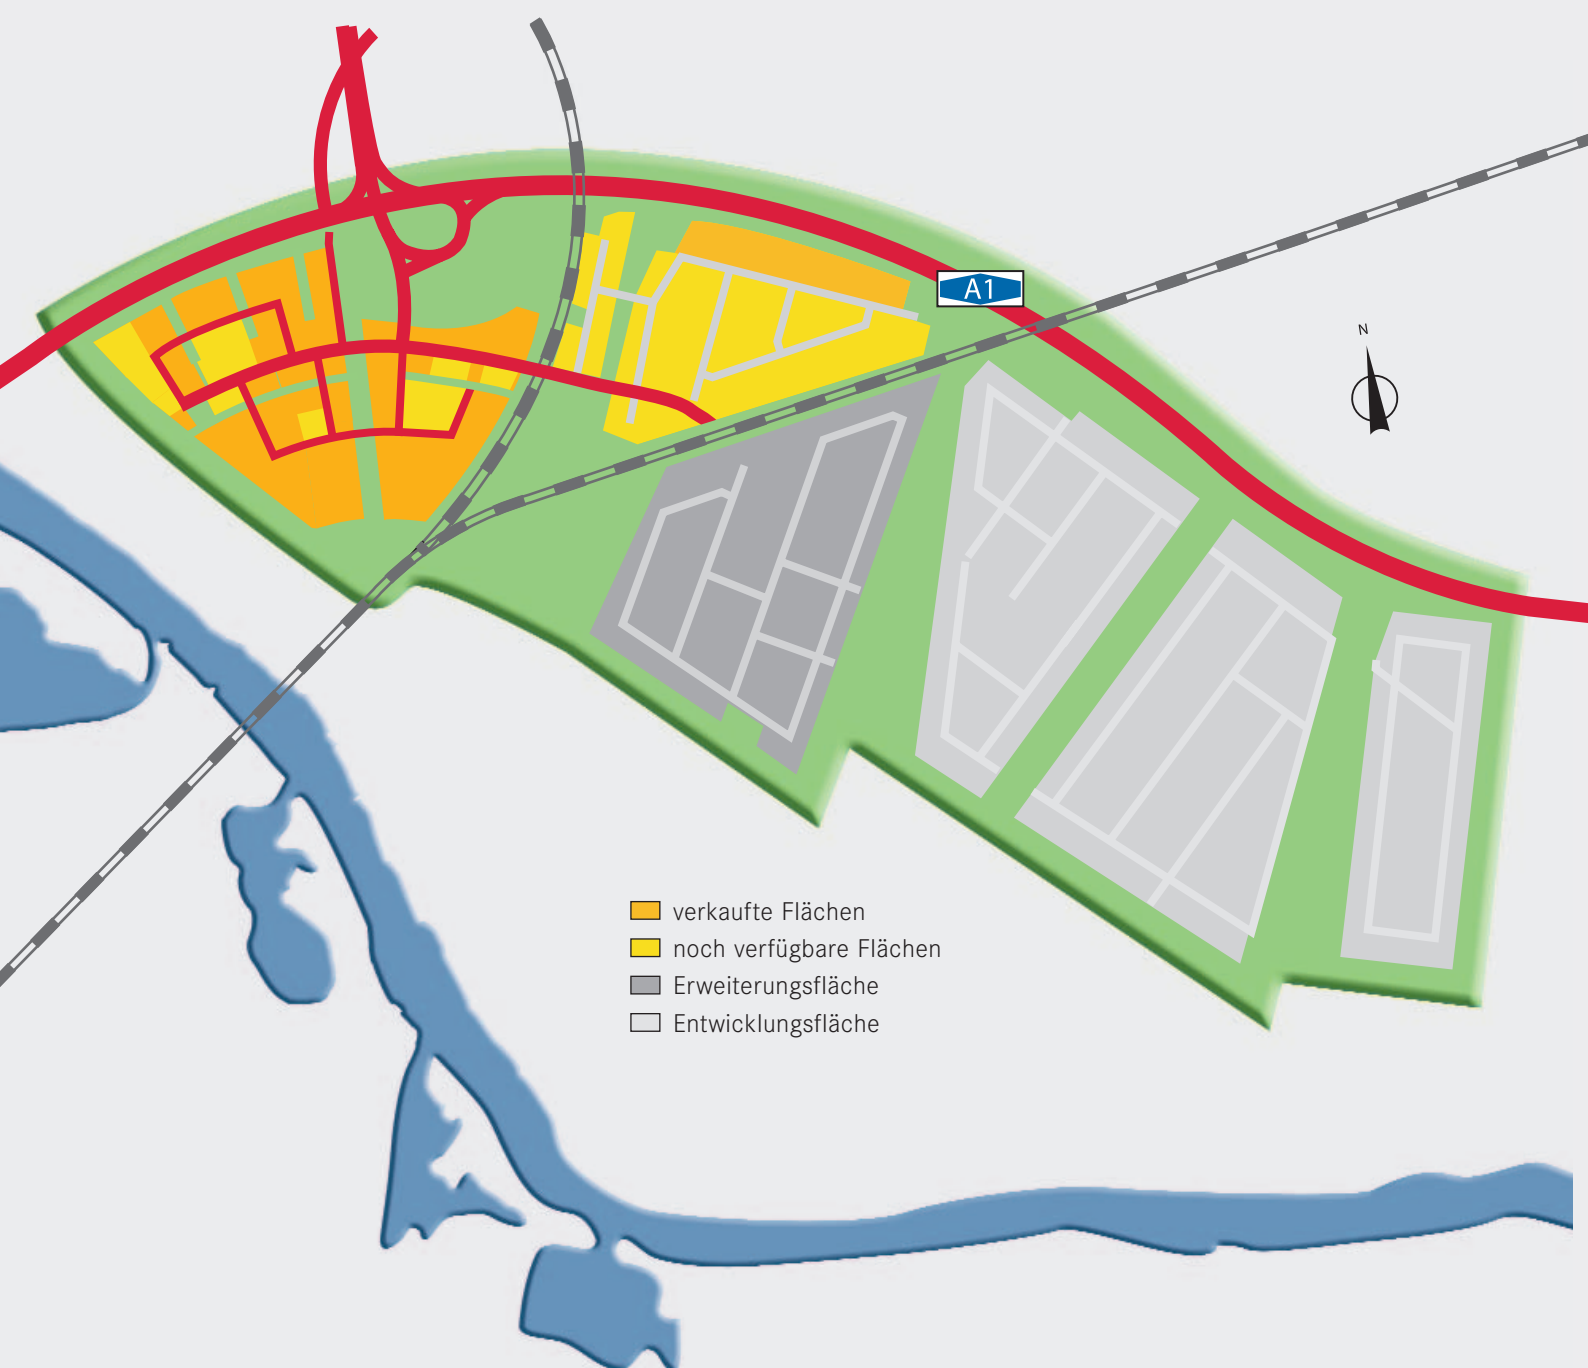 A1
N
verkaufte Flächen
noch verfügbare Flächen
Erweiterungsfläche
Entwicklungsfläche